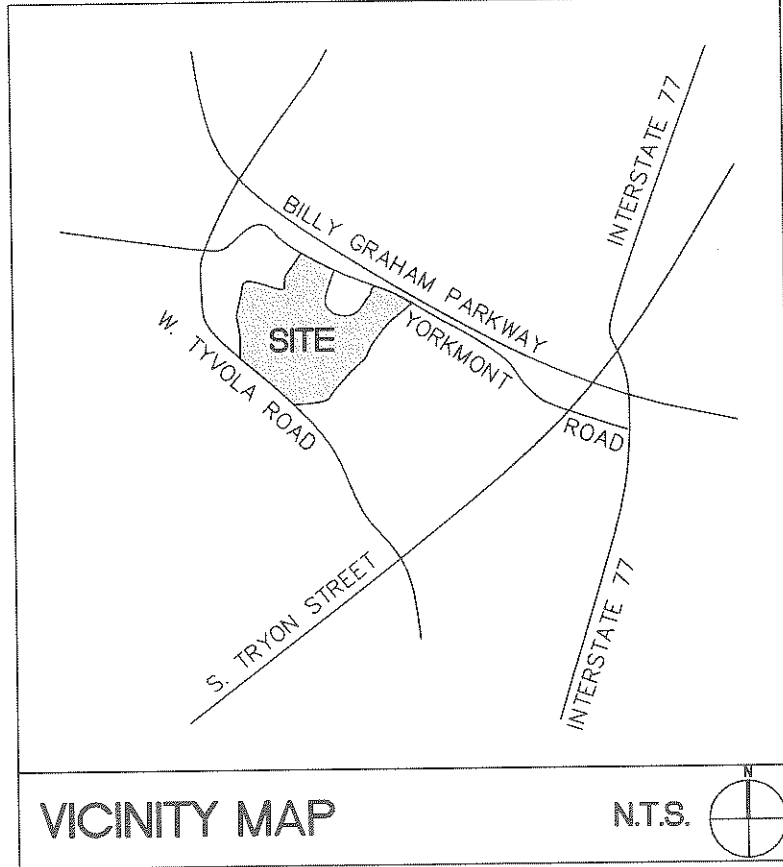 INTERSTATE 77
BILLY GRAHAM PARKWAY
YORKMONT
ROAD
SITE
W. TYVOLA ROAD
S. TRYON STREET
INTERSTATE 77
N
VICINITY MAP
N.T.S.